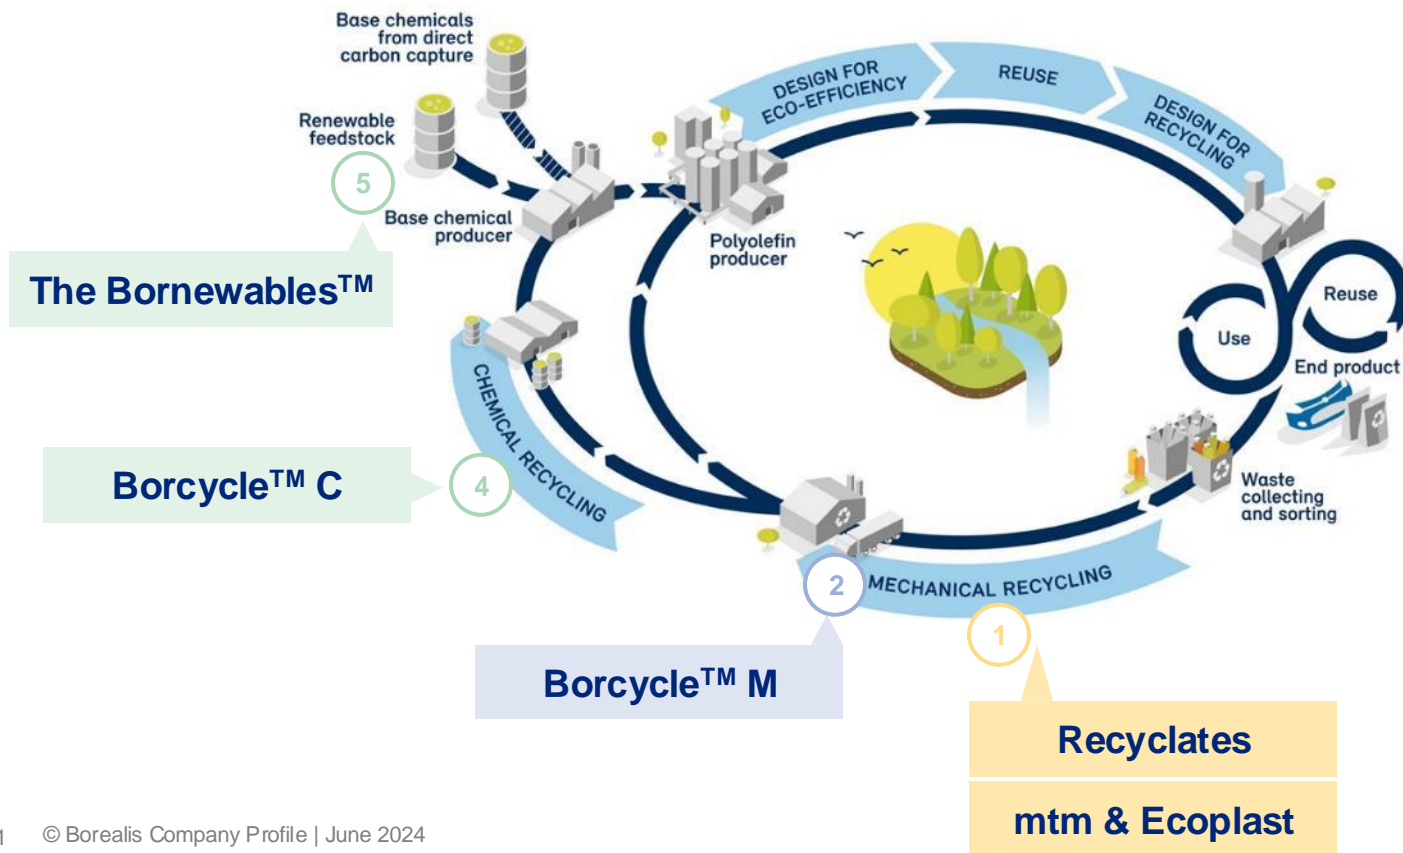 Base chemicals
from direct
carbon capture
Renewable
feedstock
5
Base chemical
producer
Polyolefin
producer
DESIGN FOR
ECO-EFFICIENCY
REUSE
DESIGN FOR
RECYCLING
The Bornewables™
Use
Reuse
End product
CHEMICAL RECYCLING
Borcycle™ C
4
Waste
collecting
and sorting
2
MECHANICAL RECYCLING
1
Borcycle™ M
Recyclates
mtm & Ecoplast
© Borealis Company Profile | June 2024